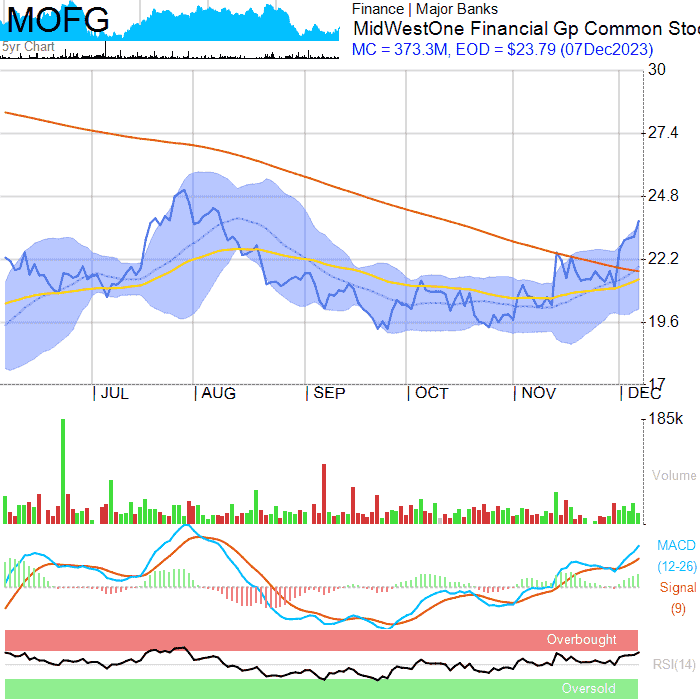 MOFG
5yr Chart
Finance | Major Banks
MidWestOne Financial Gp Common Stoc
MC = 373.3M, EOD = $23.79 (07Dec2023)
30
27.4
24.8
22.2
19.6
17
JUL
AUG
SEP
OCT
NOV
DEC
185k
Volume
MACD
(12-26)
Signal
(9)
Overbought
RSI(14)
Oversold